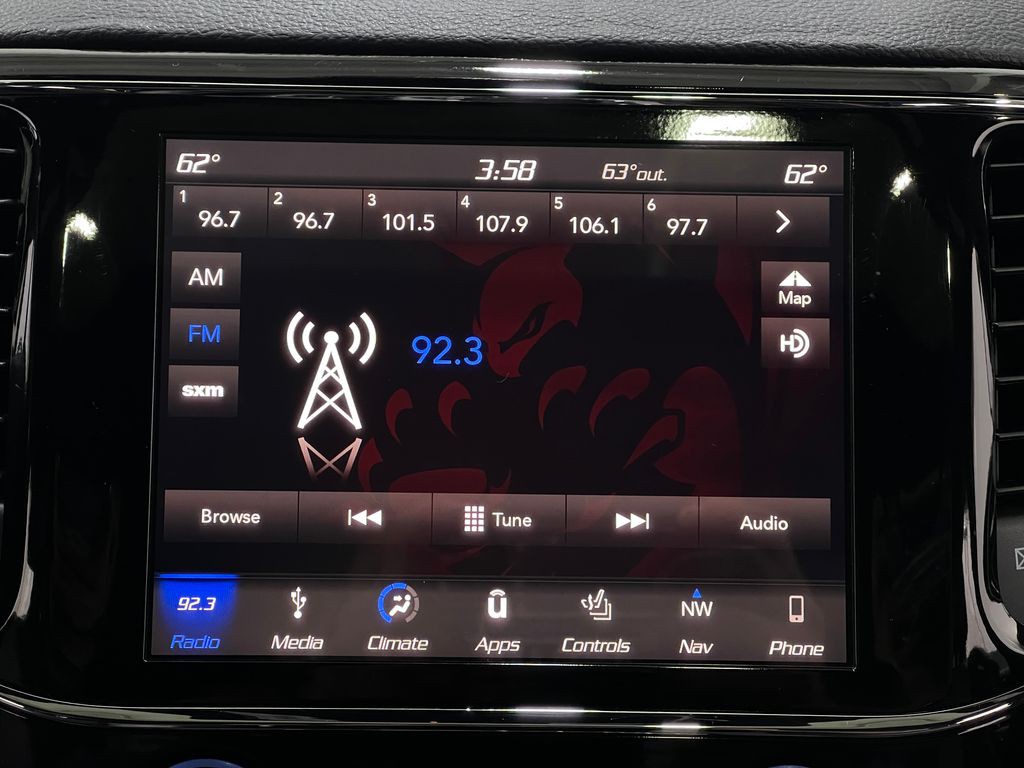 62° 3:58 63°out. 62°
1 96.7 2 96.7 3 101.5 4 107.9 5 106.1 6 97.7
AM
FM
sxm
92.3
Map
HD
Browse Tune Audio
92.3 NW
Radio Media Climate Apps Controls Nav Phone